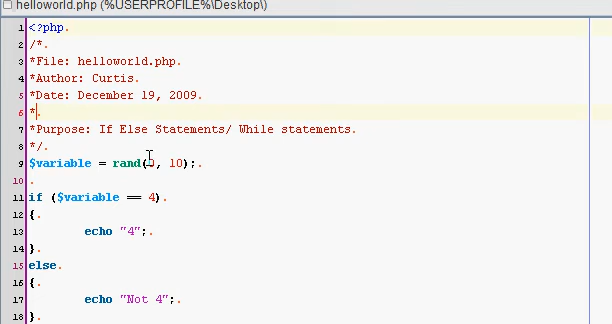 helloworld.php (%USERPROFILE%\Desktop\)
1 <?php
2 /*
3 *File: helloworld.php
4 *Author: Curtis
5 *Date: December 19, 2009
6 *
7 *Purpose: If Else Statements/ While statements
8 */
9 $variable = rand(0, 10);
10
11 if ($variable == 4)
12 {
13 echo "4";
14 }
15 else
16 {
17 echo "Not 4";
18 }